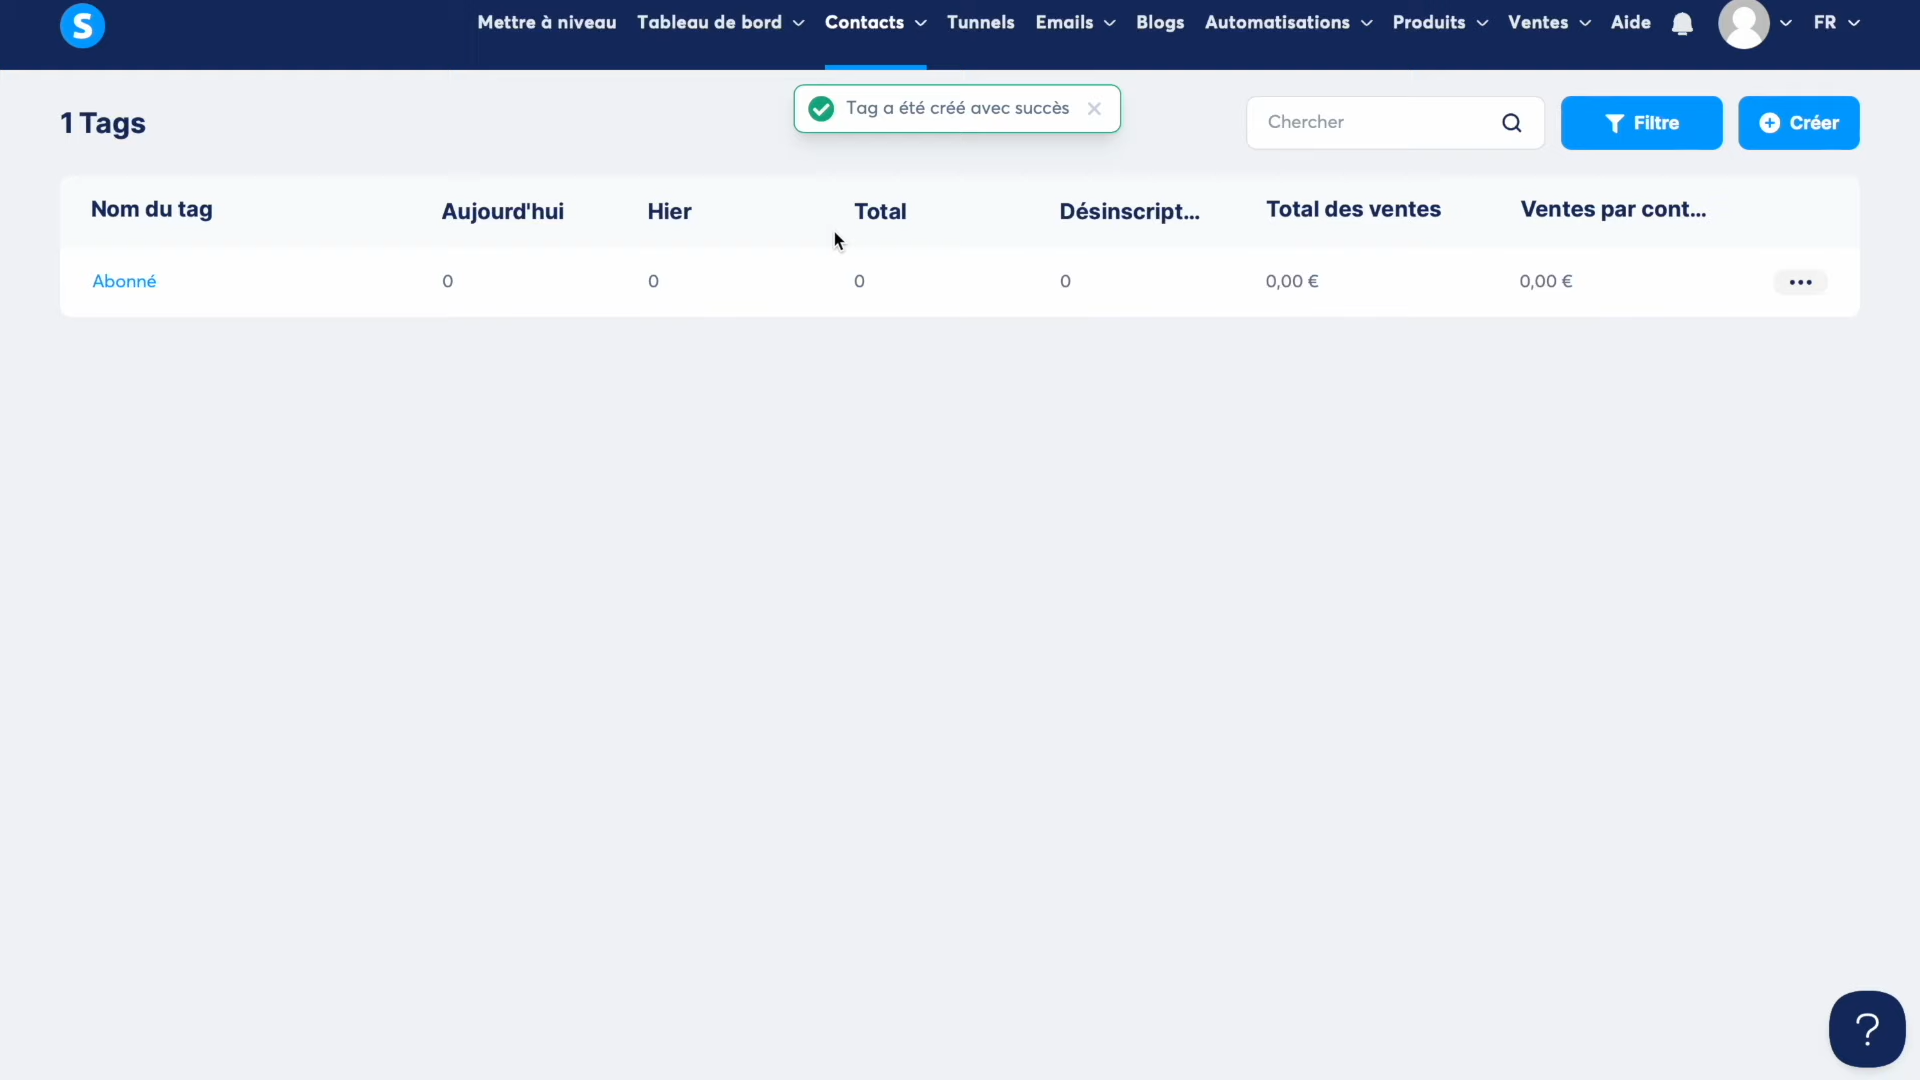 S Mettre à niveau Tableau de bord Contacts Tunnels Emails Blogs Automatisations Produits Ventes Aide FR
1 Tags
Tag a été créé avec succès
Chercher
Filtre
Créer
Nom du tag Aujourd'hui Hier Total Désinscript... Total des ventes Ventes par cont...
Abonné 0 0 0 0 0,00 € 0,00 €
?